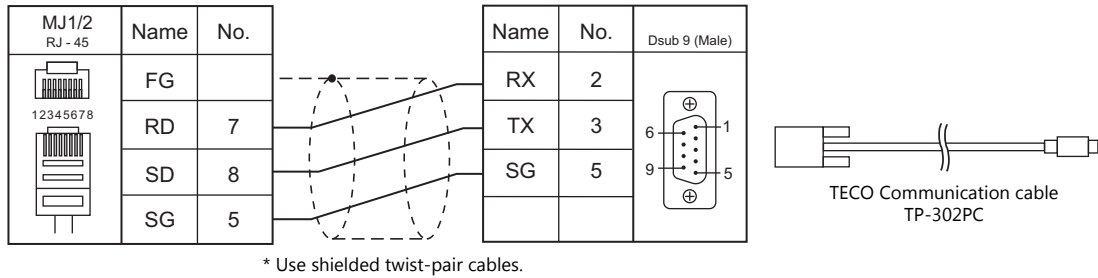 MJ1/2 Name No. Name No. Dsub 9 (Male)
RJ - 45
FG RX 2
12345678
RD 7 TX 3
6 1
SD 8 SG 5
9 5
SG 5
TECO Communication cable
TP-302PC
* Use shielded twist-pair cables.